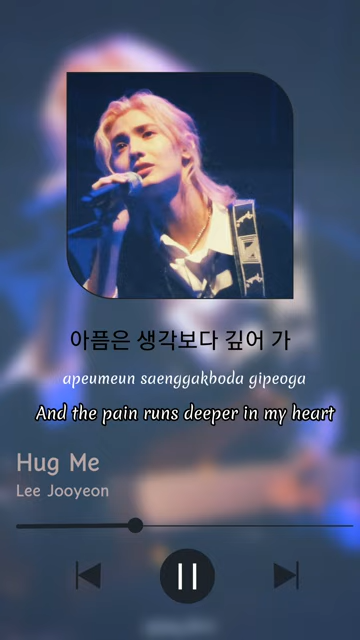 아픔은 생각보다 깊어 가
apeumeun saenggakboda gipeoga
And the pain runs deeper in my heart
Hug Me
Lee Jooyeon